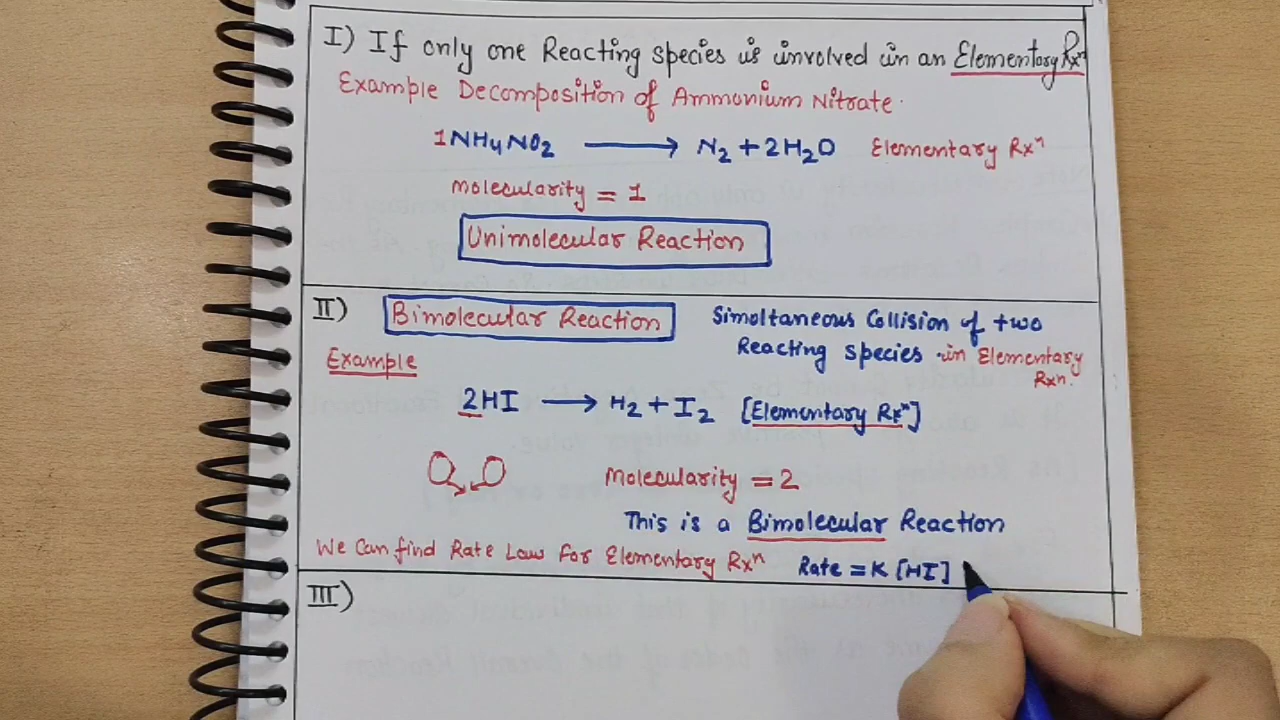 I) If only one Reacting species is involved in an Elementary Rxⁿ
Example Decomposition of Ammonium Nitrate.
1NH₄NO₂ ⟶ N₂ + 2H₂O Elementary Rxⁿ
Molecularity = 1
Unimolecular Reaction
II) Bimolecular Reaction Simultaneous Collision of two
Reacting species in Elementary
Rxn.
Example
2HI ⟶ H₂ + I₂ [Elementary Rxⁿ]
Molecularity = 2
This is a Bimolecular Reaction
We Can find Rate Law For Elementary Rxⁿ Rate = K [HI]
III)